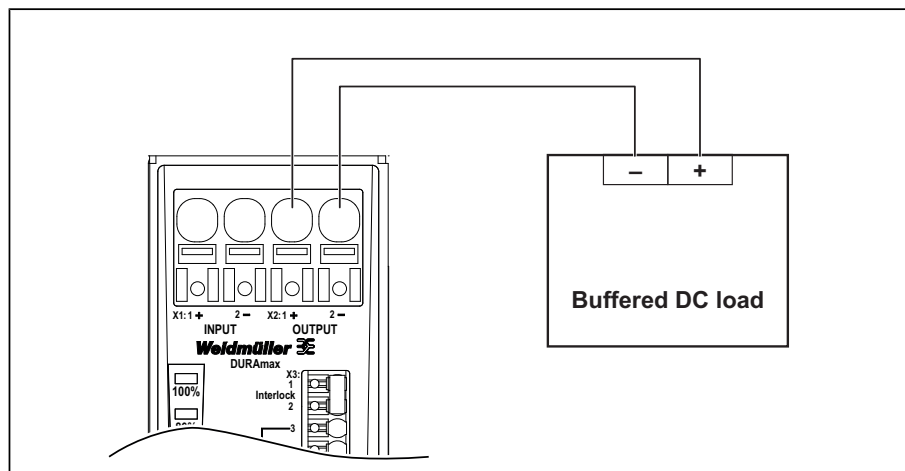 − +
Buffered DC load
X1: 1 + 2 − X2: 1 + 2 −
INPUT OUTPUT
Weidmüller
DURAmax
X3:
100% 1
Interlock
2
3